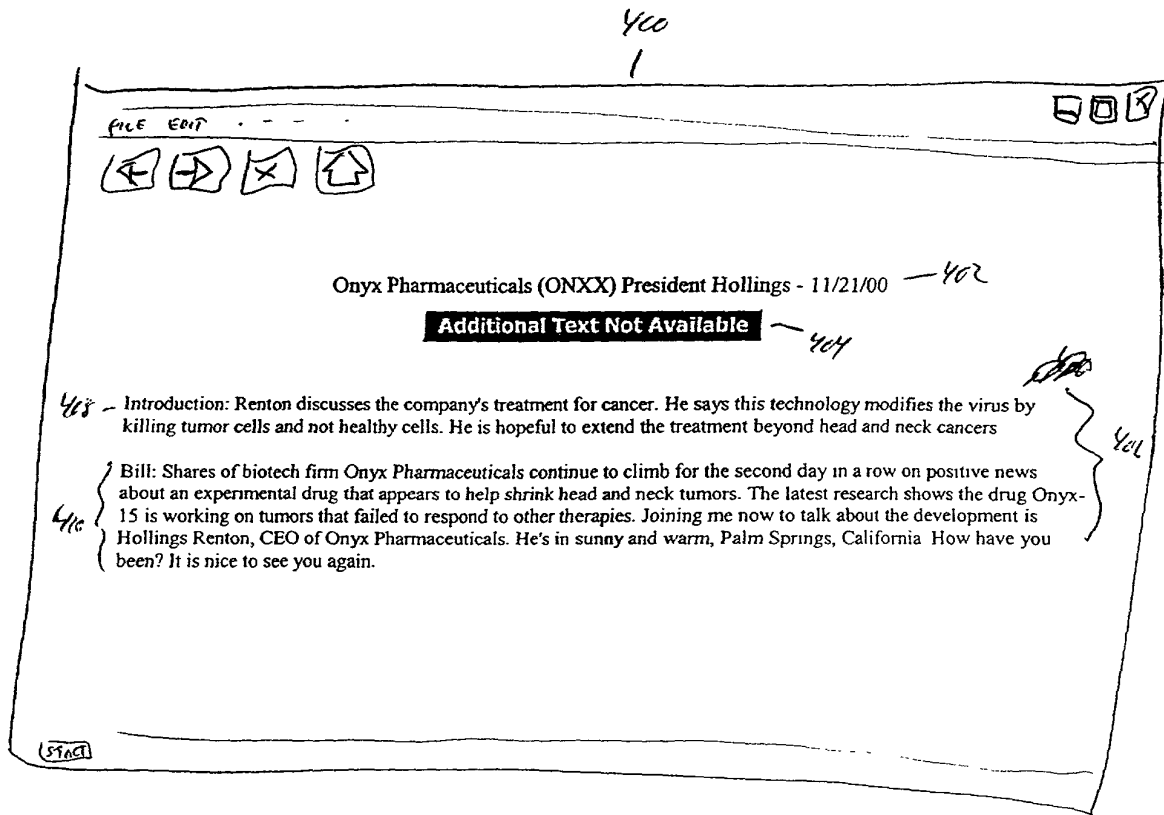 400
FILE EDIT
Onyx Pharmaceuticals (ONXX) President Hollings - 11/21/00 402
Additional Text Not Available 404
408 Introduction: Renton discusses the company's treatment for cancer. He says this technology modifies the virus by
killing tumor cells and not healthy cells. He is hopeful to extend the treatment beyond head and neck cancers
Bill: Shares of biotech firm Onyx Pharmaceuticals continue to climb for the second day in a row on positive news
about an experimental drug that appears to help shrink head and neck tumors. The latest research shows the drug Onyx-
410 15 is working on tumors that failed to respond to other therapies. Joining me now to talk about the development is
Hollings Renton, CEO of Onyx Pharmaceuticals. He's in sunny and warm, Palm Springs, California How have you
been? It is nice to see you again.
START